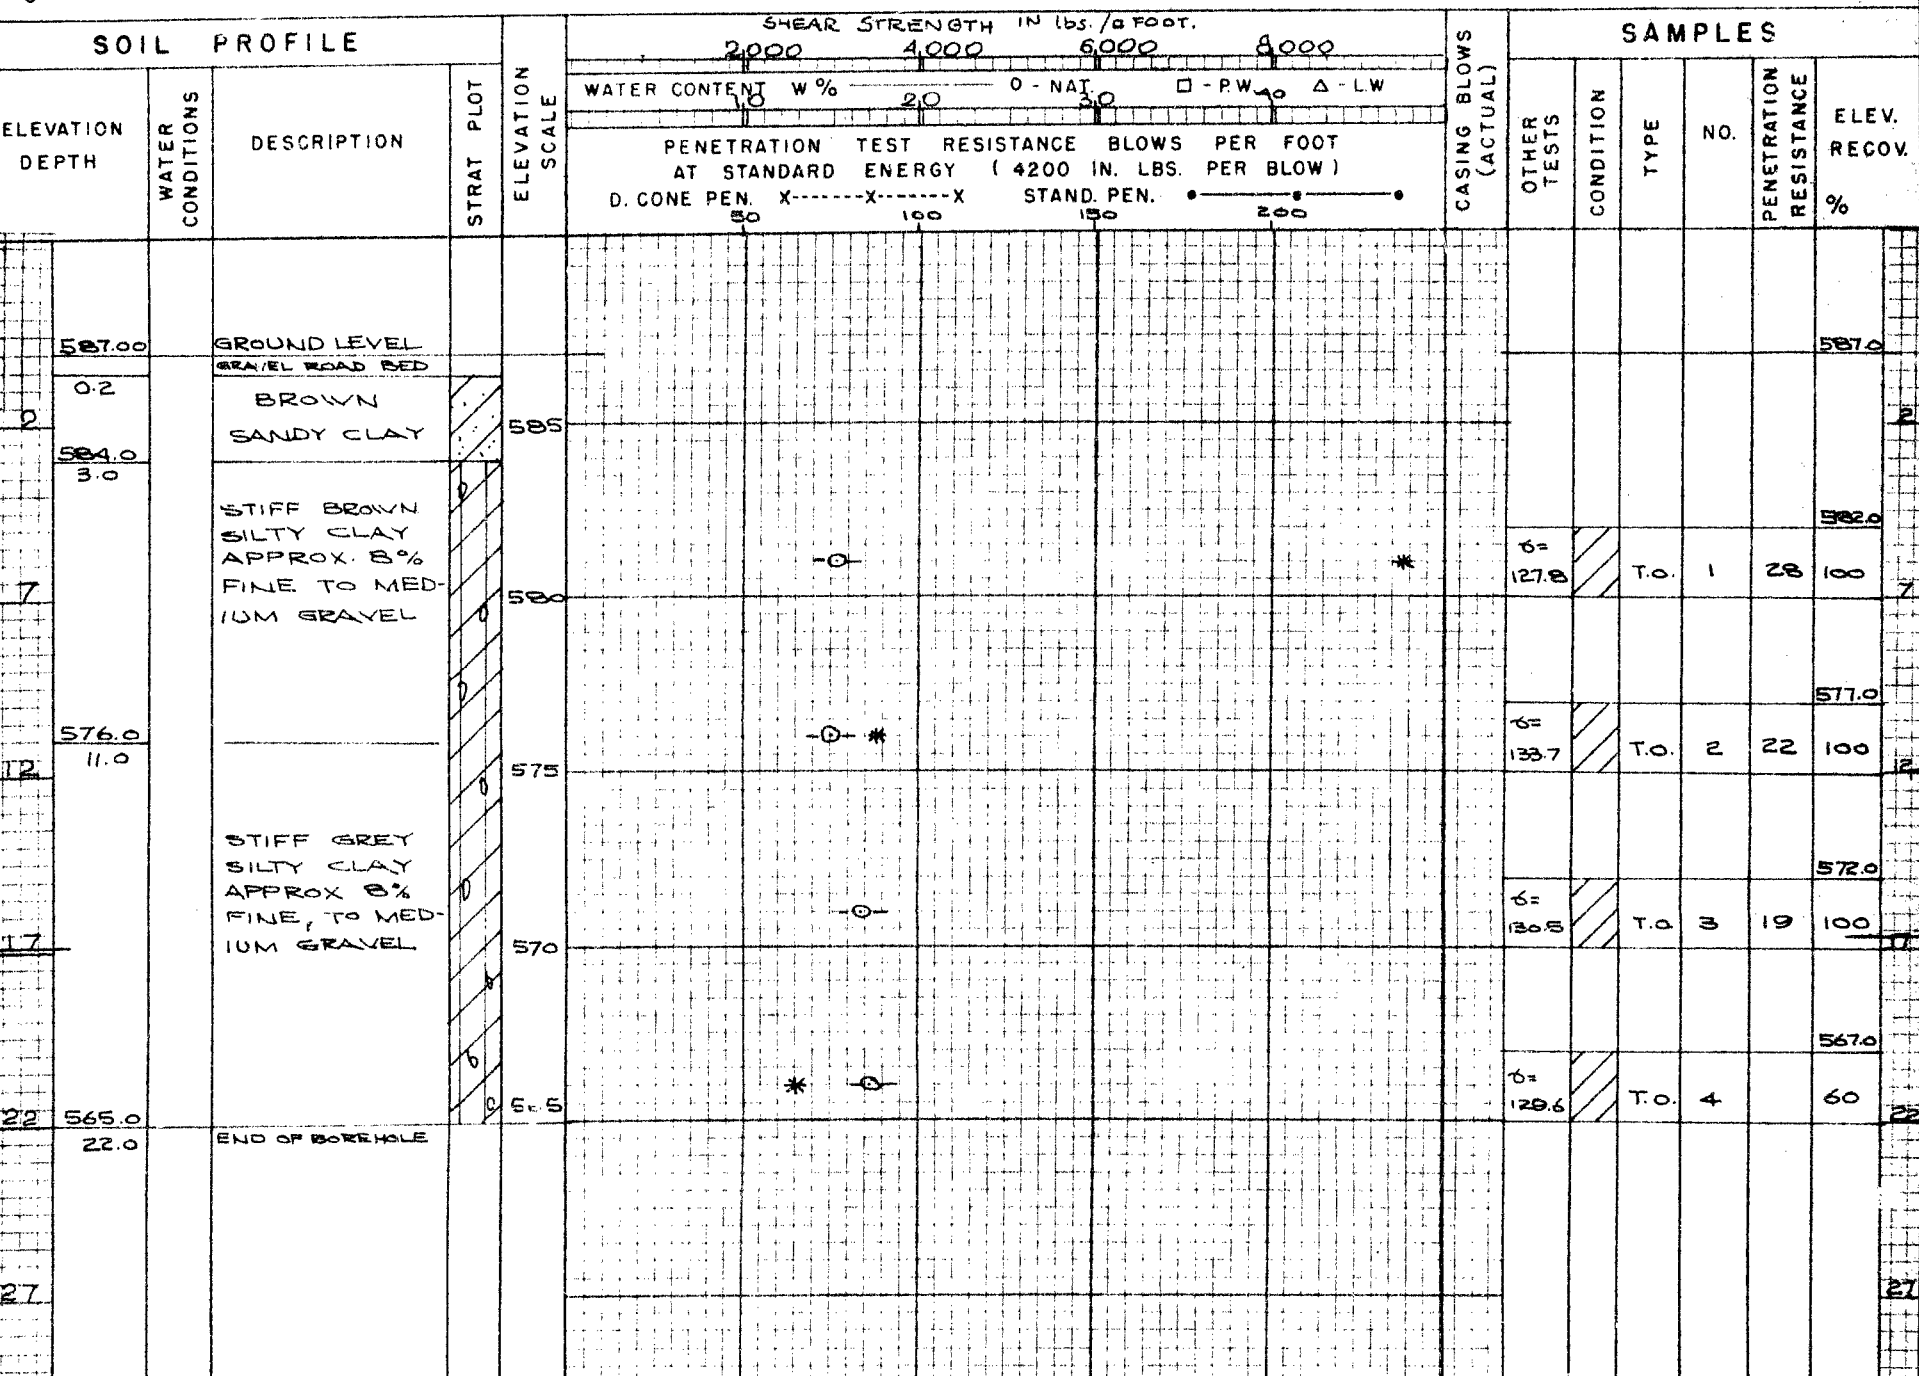 SOIL PROFILE
ELEVATION
DEPTH
WATER
CONDITIONS
DESCRIPTION
STRAT PLOT
ELEVATION
SCALE
SHEAR STRENGTH IN lbs./□ FOOT.
2000 4000 6000 8000
WATER CONTENT W% O - NAT. □ - P.W. △ - L.W
10 20 30 40
PENETRATION TEST RESISTANCE BLOWS PER FOOT
AT STANDARD ENERGY ( 4200 IN. LBS. PER BLOW )
D. CONE PEN. X-------X-------X STAND. PEN.
50 100 150 200
CASING BLOWS
(ACTUAL)
SAMPLES
OTHER
TESTS
CONDITION
TYPE
NO.
PENETRATION
RESISTANCE
ELEV.
RECOV.
%
587.00 GROUND LEVEL 587.0
GRAVEL ROAD BED
0.2
BROWN
2 SANDY CLAY 585 2
584.0
3.0
STIFF BROWN
SILTY CLAY
APPROX. 8%
FINE TO MED-
IUM GRAVEL
582.0
γ=
127.8 T.O. 1 28 100
7 580 7
577.0
576.0
11.0
γ=
133.7 T.O. 2 22 100
12 575 12
STIFF GREY
SILTY CLAY
APPROX 8%
FINE, TO MED-
IUM GRAVEL
572.0
γ=
130.5 T.O. 3 19 100
17 570 17
567.0
γ=
T.O. 4 60
22 565.0 22
22.0 END OF BOREHOLE
27 27